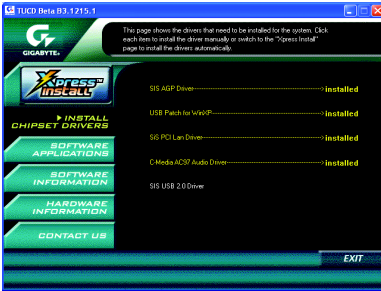 TUCD Beta B3.1215.1
This page shows the drivers that need to be installed for the system. Click
each item to install the driver manually or switch to the "Xpress Install"
page to install the drivers automatically.
G
GIGABYTE™
Xpress™
Install
INSTALL
CHIPSET DRIVERS
SOFTWARE
APPLICATIONS
SOFTWARE
INFORMATION
HARDWARE
INFORMATION
CONTACT US
SIS AGP Driver installed
USB Patch for WinXP installed
SiS PCI Lan Driver installed
C-Media AC97 Audio Driver installed
SIS USB 2.0 Driver
EXIT